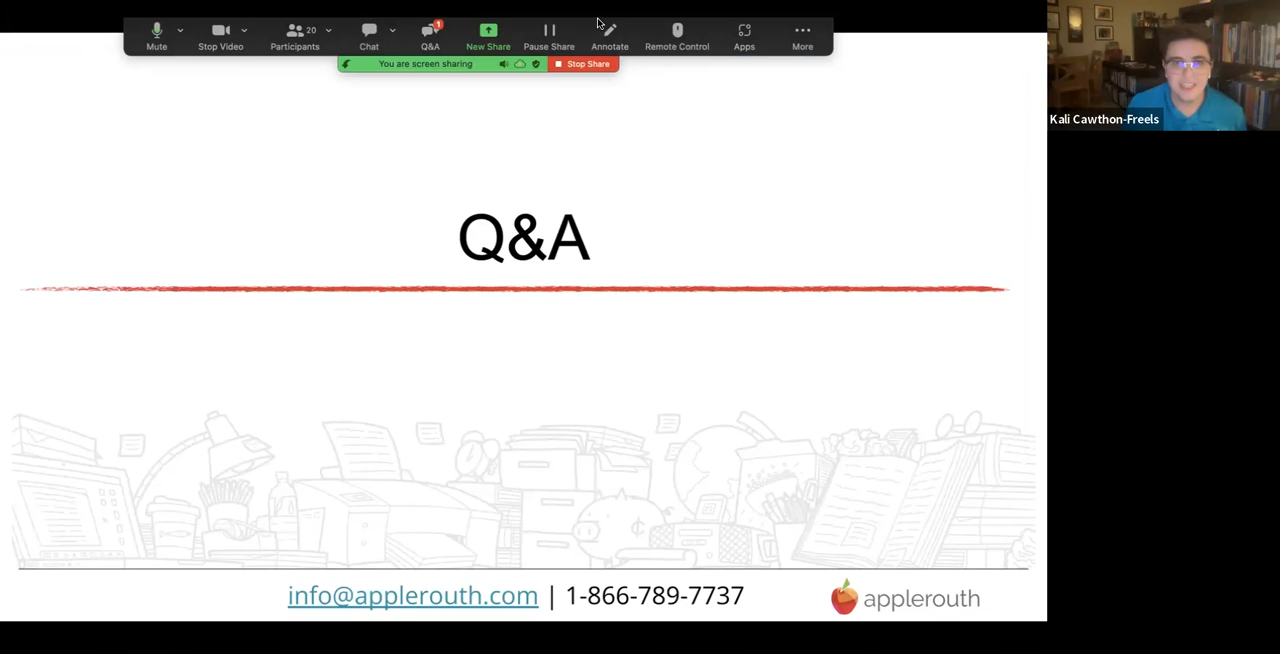 Mute
Stop Video
Participants
20
Chat
Q&A
1
New Share
Pause Share
Annotate
Remote Control
Apps
More
You are screen sharing
Stop Share
Kali Cawthon-Freels
Q&A
info@applerouth.com | 1-866-789-7737
applerouth